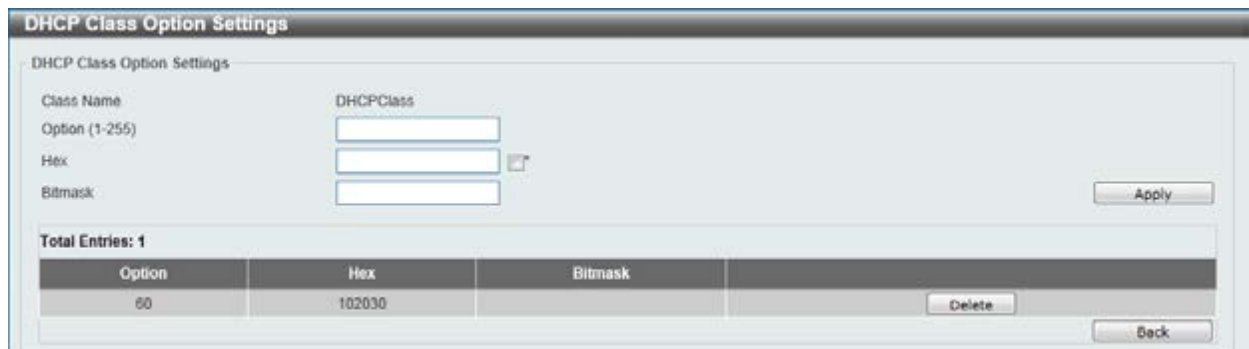 DHCP Class Option Settings
DHCP Class Option Settings
Class Name DHCPClass
Option (1-255)
Hex *
Bitmask Apply
Total Entries: 1
Option Hex Bitmask
60 102030 Delete
Back